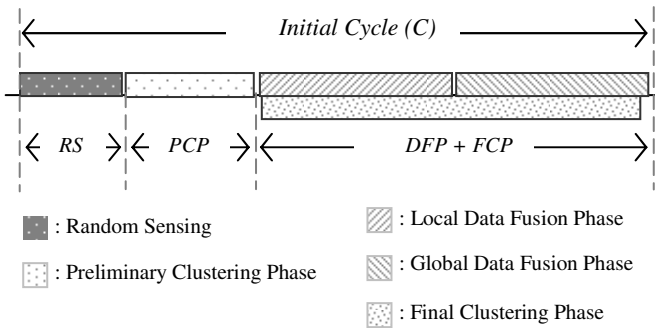 Initial Cycle (C)
RS
PCP
DFP + FCP
: Random Sensing
: Preliminary Clustering Phase
: Local Data Fusion Phase
: Global Data Fusion Phase
: Final Clustering Phase